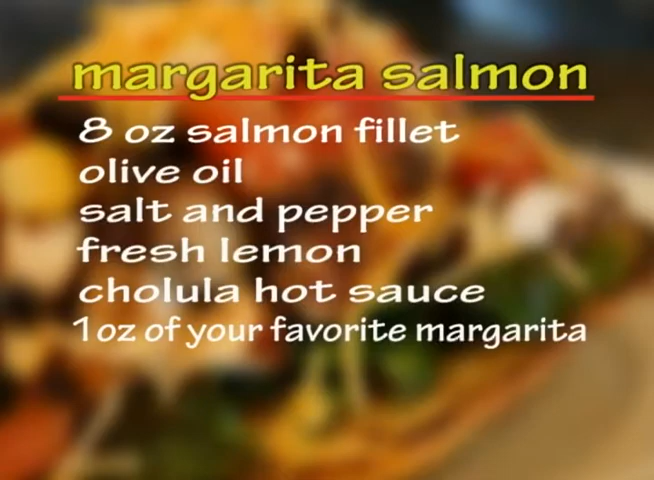 margarita salmon
8 oz salmon fillet
olive oil
salt and pepper
fresh lemon
cholula hot sauce
1 oz of your favorite margarita